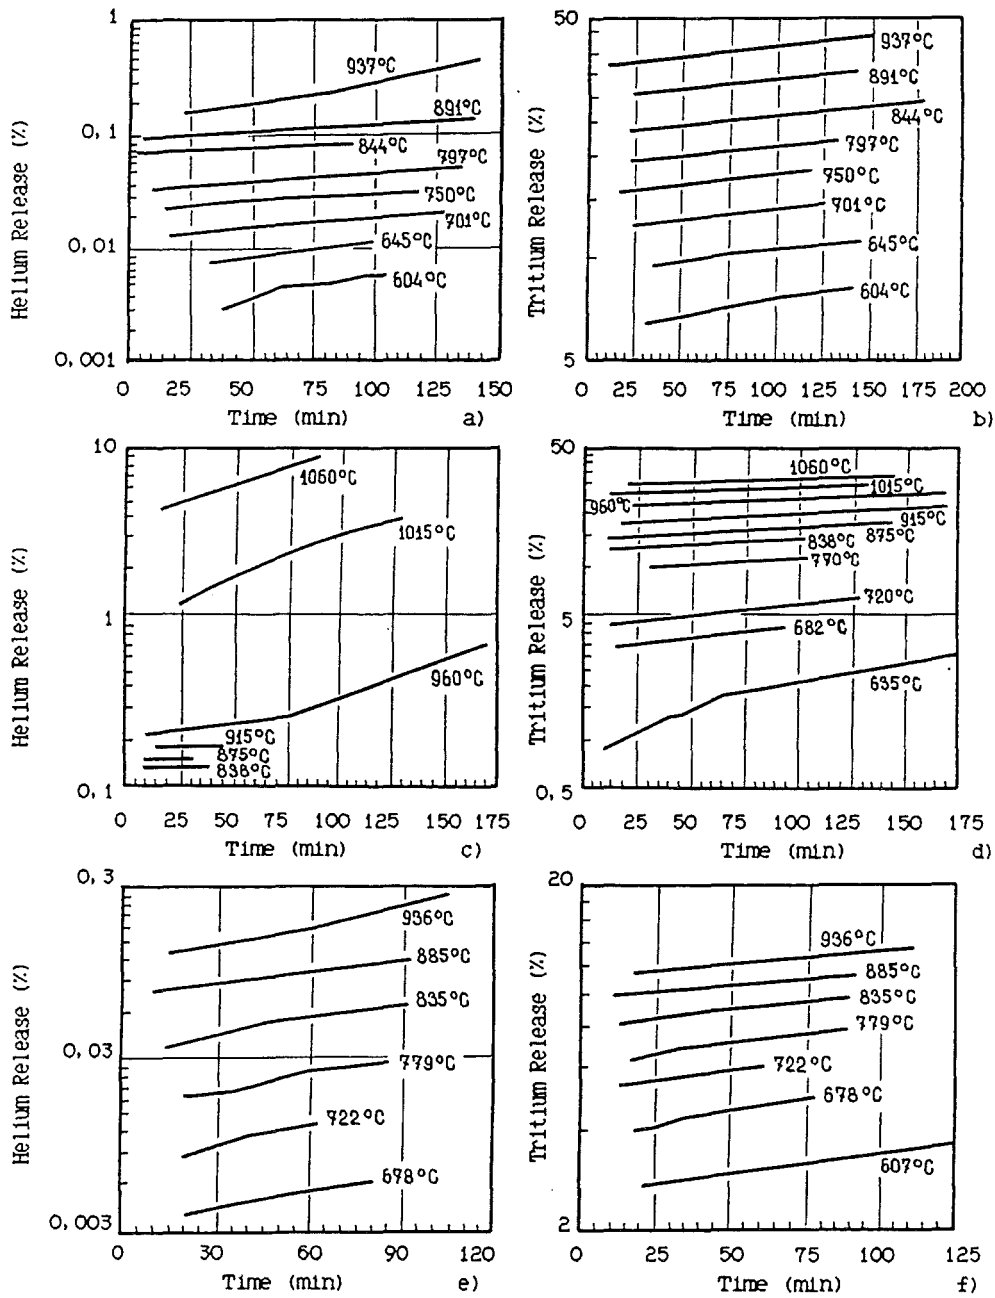 1
0,1
0,01
0,001
Helium Release (%)
937°C
891°C
844°C
797°C
750°C
701°C
645°C
604°C
0 25 50 75 100 125 150
Time (min) a)
50
5
Tritium Release (%)
937°C
891°C
844°C
797°C
750°C
701°C
645°C
604°C
0 25 50 75 100 125 150 175 200
Time (min) b)
10
1
0,1
Helium Release (%)
1060°C
1015°C
960°C
915°C
875°C
838°C
0 25 50 75 100 125 150 175
Time (min) c)
50
5
0,5
Tritium Release (%)
1060°C
1015°C
960°C
915°C
875°C
838°C
770°C
720°C
682°C
635°C
0 25 50 75 100 125 150 175
Time (min) d)
0,3
0,03
0,003
Helium Release (%)
936°C
885°C
835°C
779°C
722°C
678°C
0 30 60 90 120
Time (min) e)
20
2
Tritium Release (%)
936°C
885°C
835°C
779°C
722°C
678°C
607°C
0 25 50 75 100 125
Time (min) f)